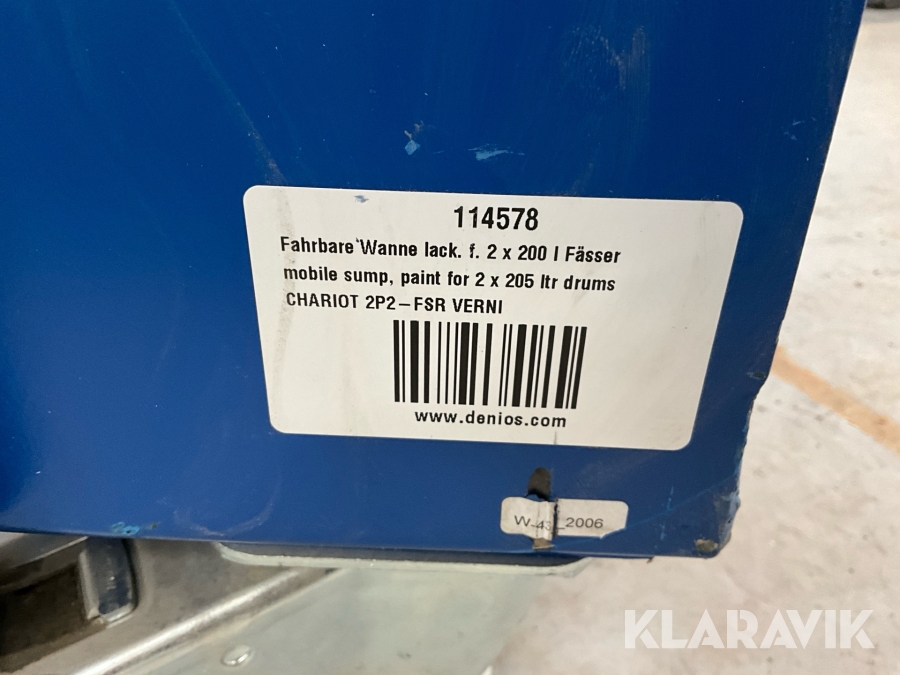 114578
Fahrbare Wanne lack. f. 2 x 200 l Fässer
mobile sump, paint for 2 x 205 ltr drums
CHARIOT 2P2-FSR VERNI
www.denios.com
W-43_2006
KLARAVIK